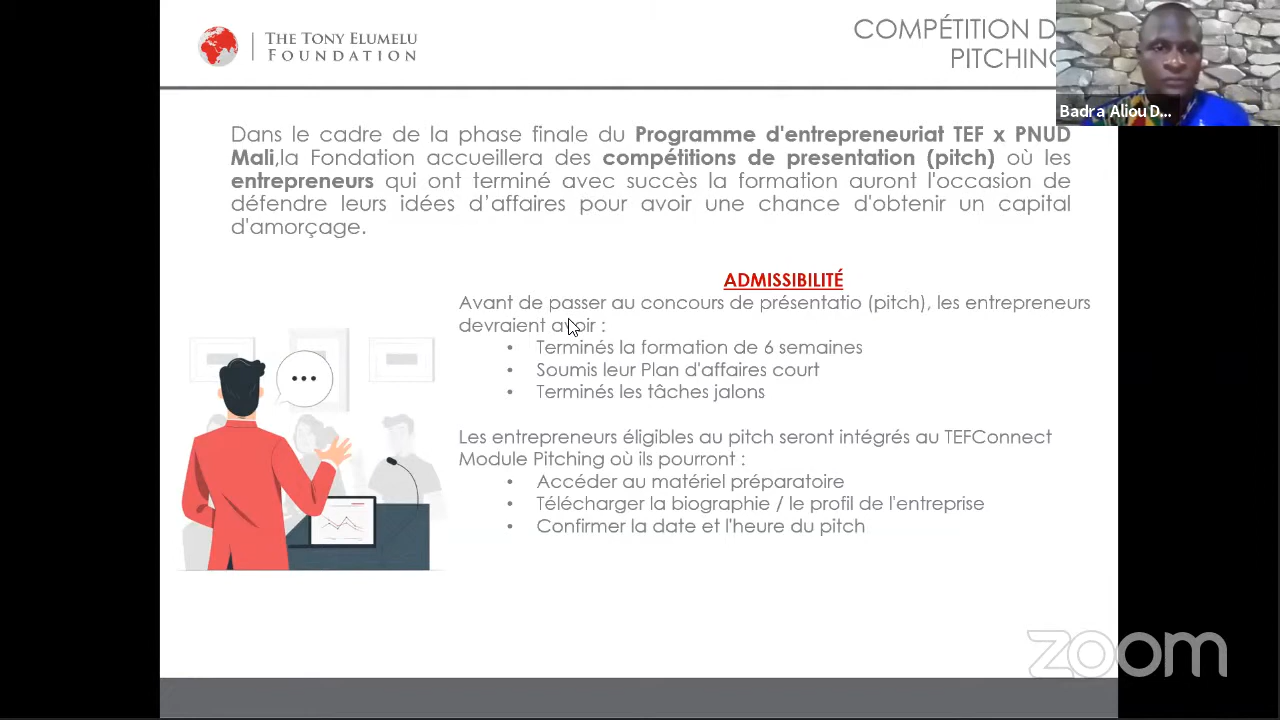 THE TONY ELUMELU
FOUNDATION
COMPÉTITION D
PITCHING
Badra Aliou D...
Dans le cadre de la phase finale du Programme d'entrepreneuriat TEF x PNUD
Mali,la Fondation accueillera des compétitions de presentation (pitch) où les
entrepreneurs qui ont terminé avec succès la formation auront l'occasion de
défendre leurs idées d’affaires pour avoir une chance d'obtenir un capital
d'amorçage.
ADMISSIBILITÉ
Avant de passer au concours de présentatio (pitch), les entrepreneurs
devraient avoir :
• Terminés la formation de 6 semaines
• Soumis leur Plan d'affaires court
• Terminés les tâches jalons
Les entrepreneurs éligibles au pitch seront intégrés au TEFConnect
Module Pitching où ils pourront :
• Accéder au matériel préparatoire
• Télécharger la biographie / le profil de l'entreprise
• Confirmer la date et l'heure du pitch
zoom